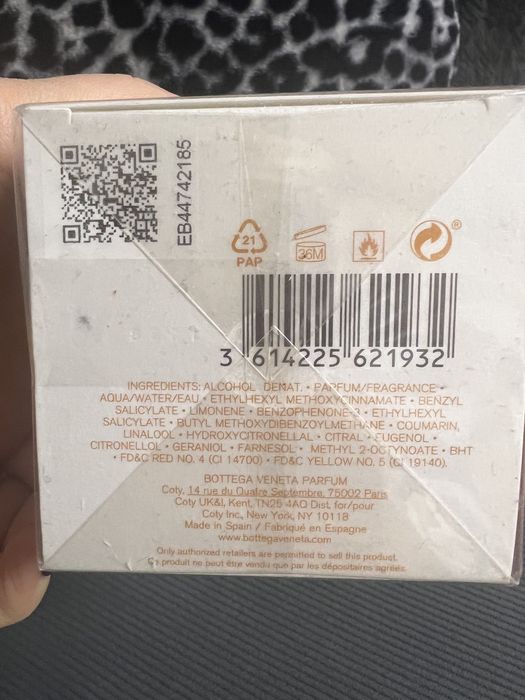 EB44742185
21
PAP
36M
®
3 614225 621932
INGREDIENTS: ALCOHOL DENAT. • PARFUM/FRAGRANCE •
AQUA/WATER/EAU • ETHYLHEXYL METHOXYCINNAMATE • BENZYL
SALICYLATE • LIMONENE • BENZOPHENONE-3 • ETHYLHEXYL
SALICYLATE • BUTYL METHOXYDIBENZOYLMETHANE • COUMARIN,
LINALOOL • HYDROXYCITRONELLAL • CITRAL • EUGENOL •
CITRONELLOL • GERANIOL • FARNESOL • METHYL 2-OCTYNOATE • BHT
• FD&C RED NO. 4 (CI 14700) • FD&C YELLOW NO. 5 (CI 19140).
BOTTEGA VENETA PARFUM
Coty, 14 rue du Quatre Septembre, 75002 Paris
Coty UK&I, Kent, TN25 4AQ Dist. for/pour
Coty Inc., New York, NY 10118
Made in Spain / Fabriqué en Espagne
www.bottegaveneta.com
Only authorized retailers are permitted to sell this product.
Ce produit ne peut être vendu que par les dépositaires agréés.